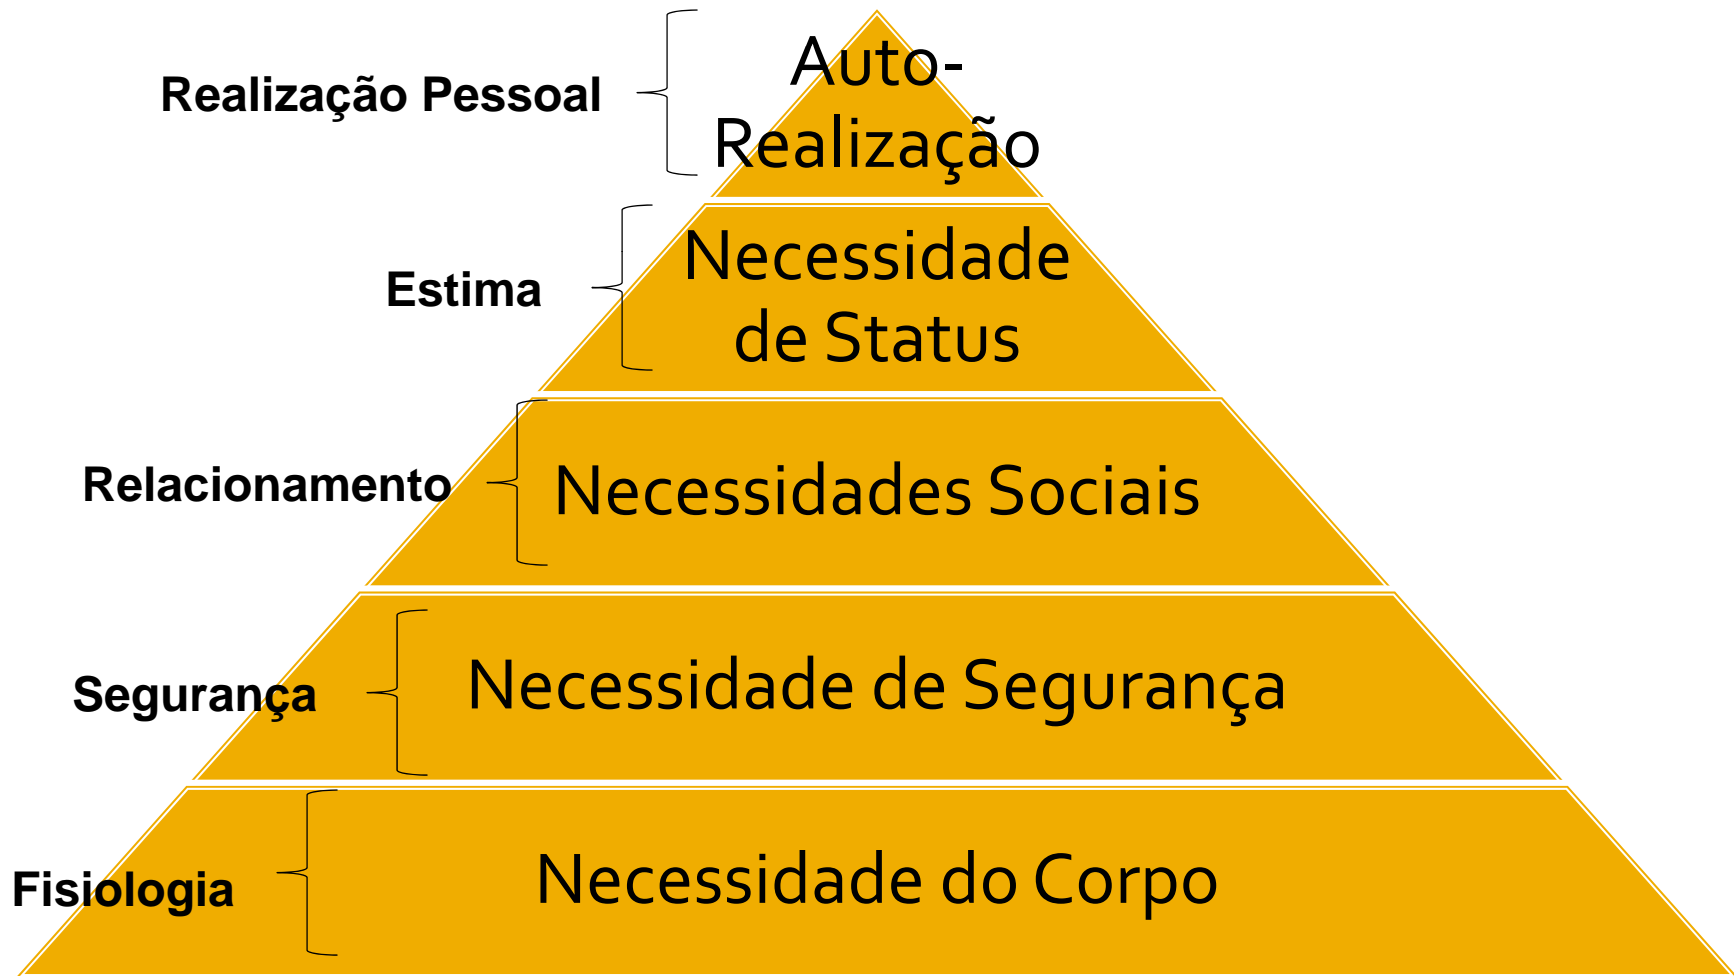 Realização Pessoal
Auto-
Realização
Estima
Necessidade
de Status
Relacionamento
Necessidades Sociais
Segurança
Necessidade de Segurança
Fisiologia
Necessidade do Corpo